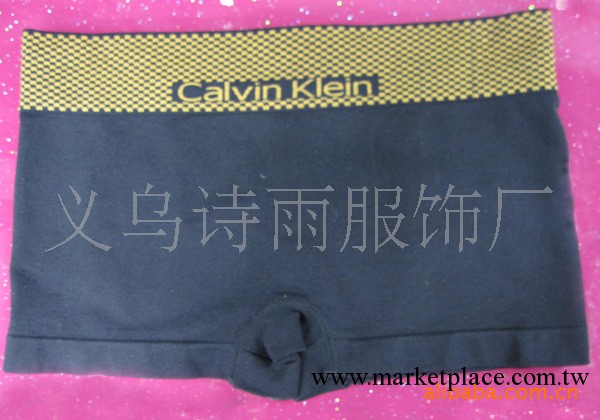 Calvin Klein
义乌诗雨服饰厂
www.marketplace.com.tw
alibaba.com.cn